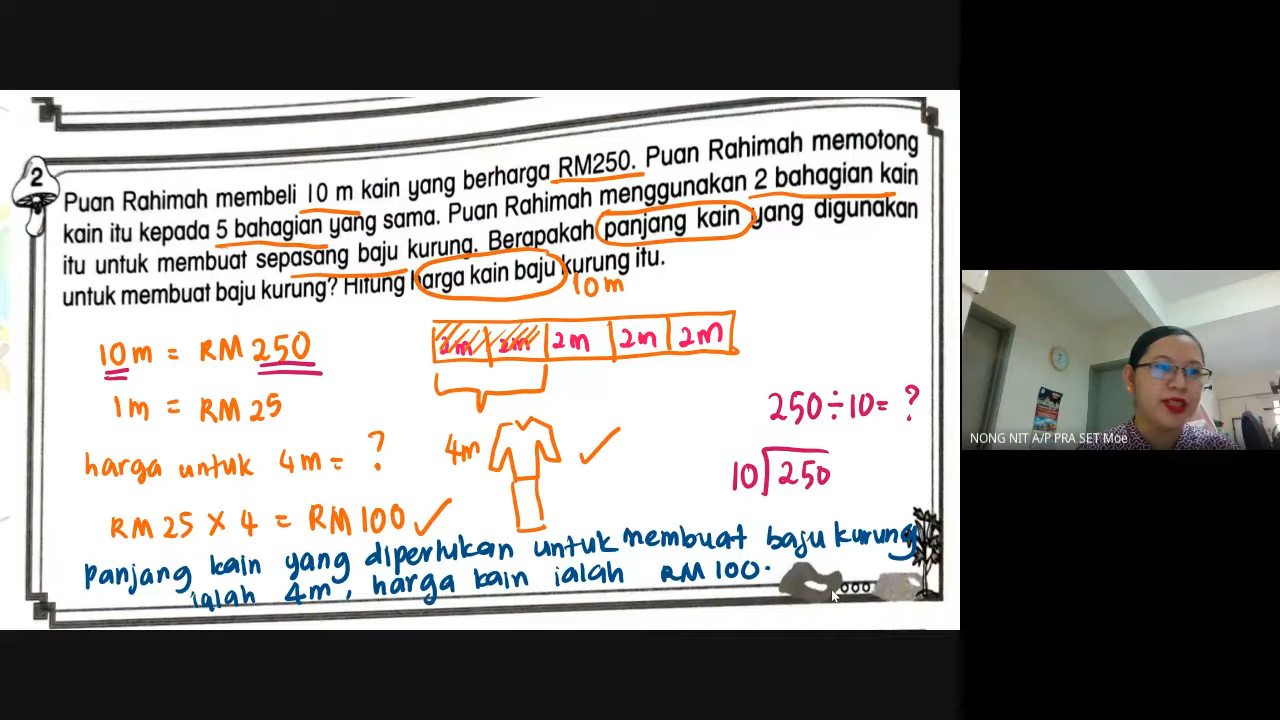 2
Puan Rahimah membeli 10 m kain yang berharga RM250. Puan Rahimah memotong
kain itu kepada 5 bahagian yang sama. Puan Rahimah menggunakan 2 bahagian kain
itu untuk membuat sepasang baju kurung. Berapakah panjang kain yang digunakan
untuk membuat baju kurung? Hitung harga kain baju kurung itu.
10m
10m = RM 250
2m 2m 2m 2m 2m
1m = RM 25
250 ÷ 10 = ?
harga untuk 4m = ?
4m
10 250
RM 25 × 4 = RM 100
panjang kain yang diperlukan untuk membuat baju kurung
ialah 4m, harga kain ialah RM 100.
NONG NIT A/P PRA SET Moe